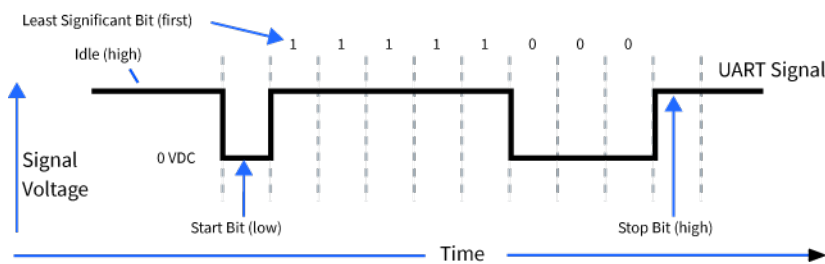 Least Significant Bit (first)
1 1 1 1 1 0 0 0
Idle (high)
UART Signal
Signal
Voltage
0 VDC
Start Bit (low)
Stop Bit (high)
Time